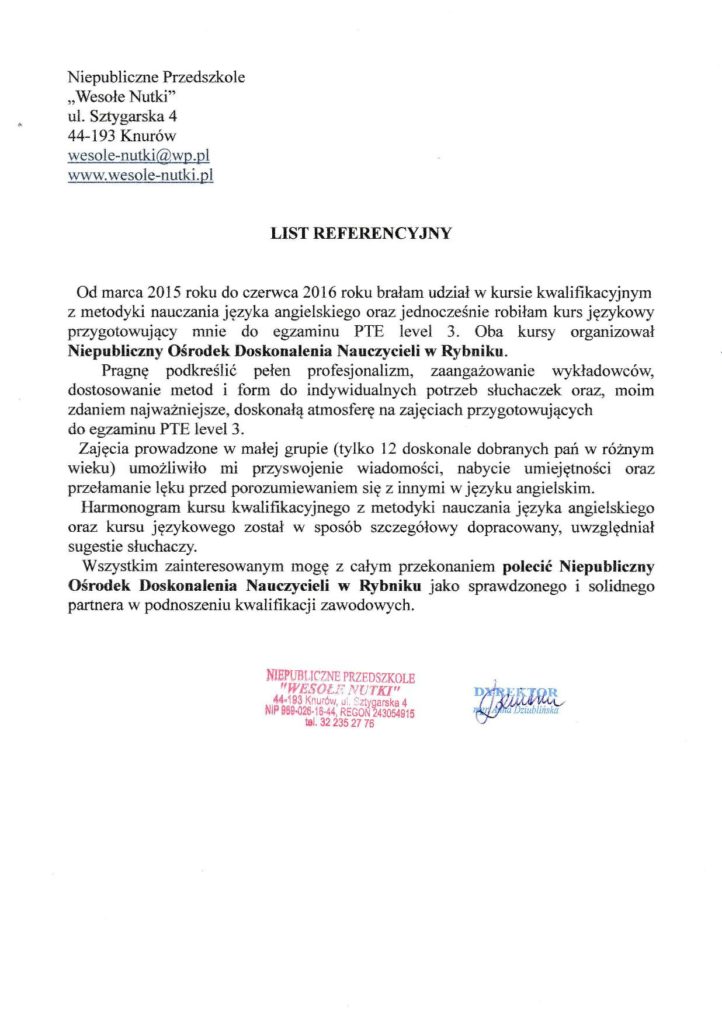 Niepubliczne Przedszkole
„Wesołe Nutki”
ul. Sztygarska 4
44-193 Knurów
wesole-nutki@wp.pl
www.wesole-nutki.pl
LIST REFERENCYJNY
Od marca 2015 roku do czerwca 2016 roku brałam udział w kursie kwalifikacyjnym
z metodyki nauczania języka angielskiego oraz jednocześnie robiłam kurs językowy
przygotowujący mnie do egzaminu PTE level 3. Oba kursy organizował
Niepubliczny Ośrodek Doskonalenia Nauczycieli w Rybniku.
Pragnę podkreślić pełen profesjonalizm, zaangażowanie wykładowców,
dostosowanie metod i form do indywidualnych potrzeb słuchaczek oraz, moim
zdaniem najważniejsze, doskonałą atmosferę na zajęciach przygotowujących
do egzaminu PTE level 3.
Zajęcia prowadzone w małej grupie (tylko 12 doskonale dobranych pań w różnym
wieku) umożliwiło mi przyswojenie wiadomości, nabycie umiejętności oraz
przełamanie lęku przed porozumiewaniem się z innymi w języku angielskim.
Harmonogram kursu kwalifikacyjnego z metodyki nauczania języka angielskiego
oraz kursu językowego został w sposób szczegółowy dopracowany, uwzględniał
sugestie słuchaczy.
Wszystkim zainteresowanym mogę z całym przekonaniem polecić Niepubliczny
Ośrodek Doskonalenia Nauczycieli w Rybniku jako sprawdzonego i solidnego
partnera w podnoszeniu kwalifikacji zawodowych.
NIEPUBLICZNE PRZEDSZKOLE
"WESOŁE NUTKI"
44-193 Knurów, ul. Sztygarska 4
NIP 969-026-16-44, REGON 243054915
tel. 32 235 27 76
DYREKTOR
mgr Anna Dziublińska